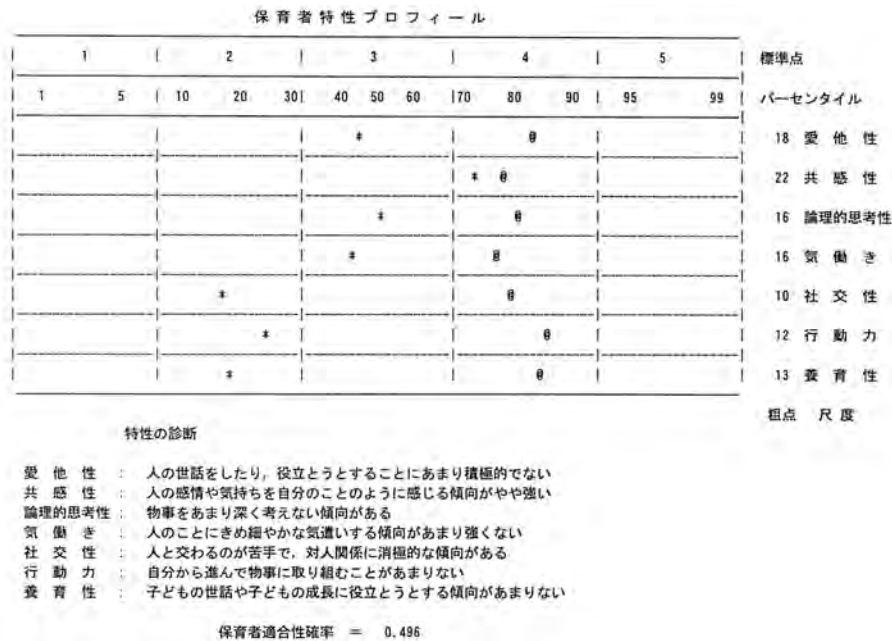 保育者特性プロフィール
1 2 3 4 5 標準点
1 5 10 20 30 40 50 60 70 80 90 95 99 パーセンタイル
* @ 18 愛他性
* @ 22 共感性
* @ 16 論理的思考性
* @ 16 気働き
* @ 10 社交性
* @ 12 行動力
* @ 13 養育性
粗点 尺度
特性の診断
愛他性 : 人の世話をしたり,役立とうとすることにあまり積極的でない
共感性 : 人の感情や気持ちを自分のことのように感じる傾向がやや強い
論理的思考性 : 物事をあまり深く考えない傾向がある
気働き : 人のことにきめ細やかな気遣いする傾向があまり強くない
社交性 : 人と交わるのが苦手で,対人関係に消極的な傾向がある
行動力 : 自分から進んで物事に取り組むことがあまりない
養育性 : 子どもの世話や子どもの成長に役立とうとする傾向があまりない
保育者適合性確率 = 0.496